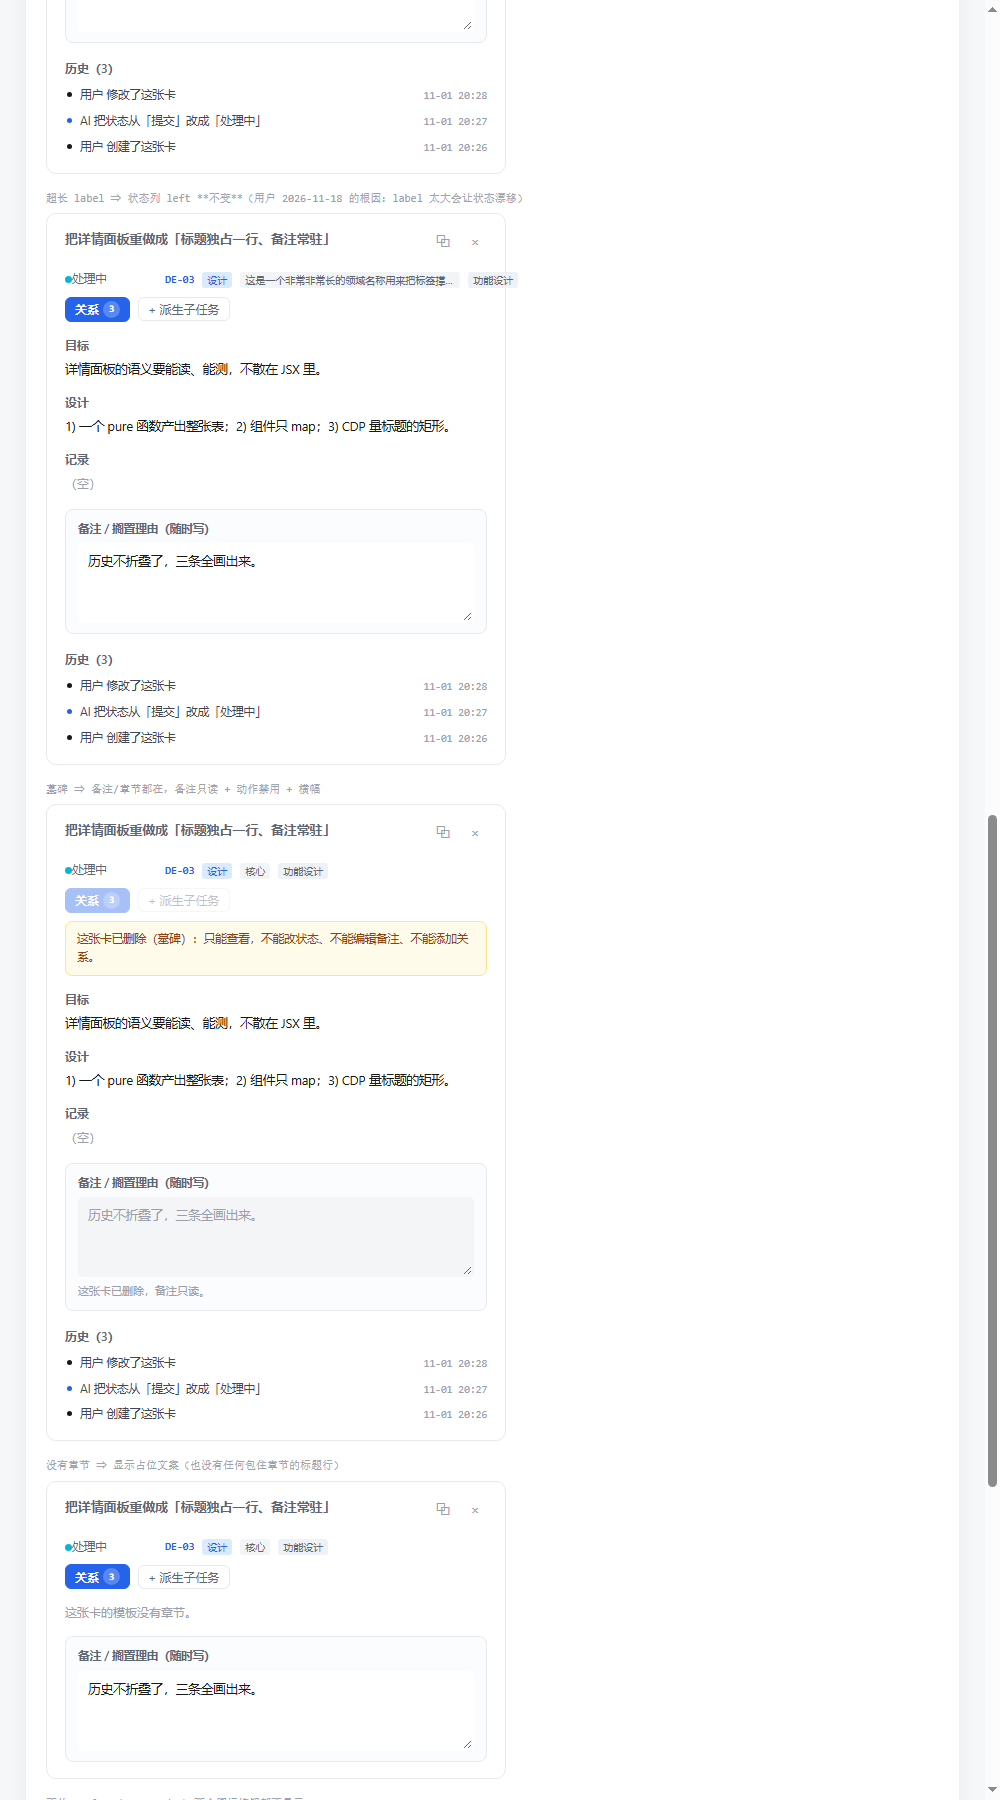 历史（3）
用户 修改了这张卡 11-01 20:28
AI 把状态从「提交」改成「处理中」 11-01 20:27
用户 创建了这张卡 11-01 20:26
超长 label ⇒ 状态列 left **不变**（用户 2026-11-18 的根因：label 太大会让状态漂移）
把详情面板重做成「标题独占一行、备注常驻」 ×
处理中 DE-03 设计 这是一个非常非常长的领域名称用来把标签撑... 功能设计
关系 3 + 派生子任务
目标
详情面板的语义要能读、能测，不散在 JSX 里。
设计
1) 一个 pure 函数产出整张表；2) 组件只 map；3) CDP 量标题的矩形。
记录
（空）
备注 / 搁置理由（随时写）
历史不折叠了，三条全画出来。
历史（3）
用户 修改了这张卡 11-01 20:28
AI 把状态从「提交」改成「处理中」 11-01 20:27
用户 创建了这张卡 11-01 20:26
墓碑 ⇒ 备注/章节都在，备注只读 + 动作禁用 + 横幅
把详情面板重做成「标题独占一行、备注常驻」 ×
处理中 DE-03 设计 核心 功能设计
关系 3 + 派生子任务
这张卡已删除（墓碑）：只能查看，不能改状态、不能编辑备注、不能添加关
系。
目标
详情面板的语义要能读、能测，不散在 JSX 里。
设计
1) 一个 pure 函数产出整张表；2) 组件只 map；3) CDP 量标题的矩形。
记录
（空）
备注 / 搁置理由（随时写）
历史不折叠了，三条全画出来。
这张卡已删除，备注只读。
历史（3）
用户 修改了这张卡 11-01 20:28
AI 把状态从「提交」改成「处理中」 11-01 20:27
用户 创建了这张卡 11-01 20:26
没有章节 ⇒ 显示占位文案（也没有任何包住章节的标题行）
把详情面板重做成「标题独占一行、备注常驻」 ×
处理中 DE-03 设计 核心 功能设计
关系 3 + 派生子任务
这张卡的模板没有章节。
备注 / 搁置理由（随时写）
历史不折叠了，三条全画出来。